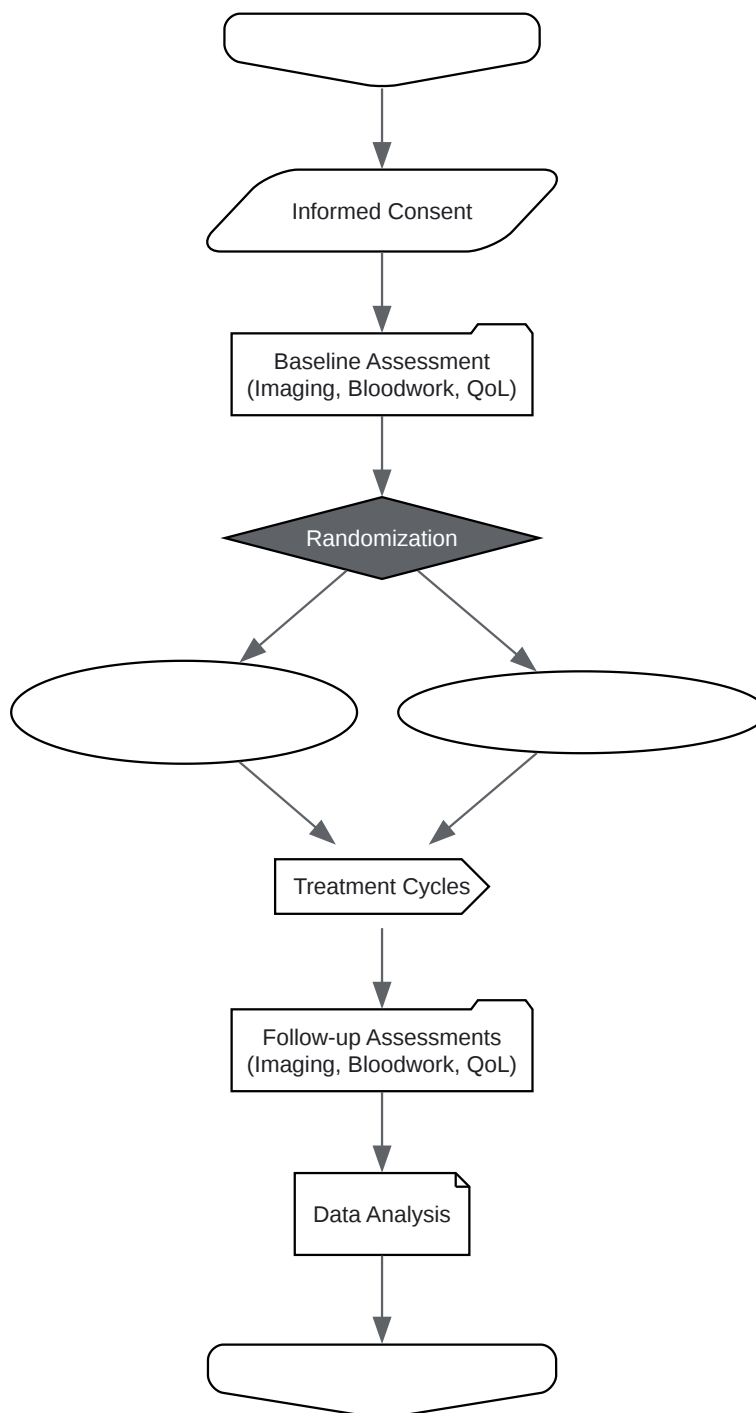 Informed Consent
Baseline Assessment
(Imaging, Bloodwork, QoL)
Randomization
Treatment Cycles
Follow-up Assessments
(Imaging, Bloodwork, QoL)
Data Analysis